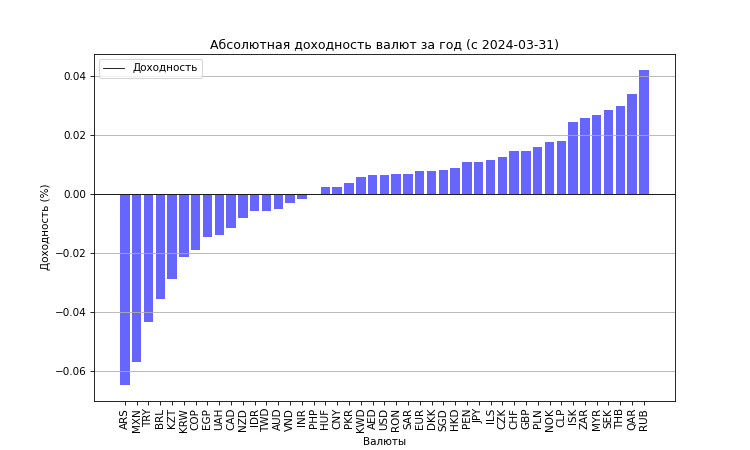 Абсолютная доходность валют за год (с 2024-03-31)
Доходность
0.04
0.02
0.00
−0.02
−0.04
−0.06
Доходность (%)
ARS
MXN
TRY
BRL
KZT
KRW
COP
EGP
UAH
CAD
NZD
IDR
TWD
AUD
VND
INR
PHP
HUF
CNY
PKR
KWD
AED
USD
RON
SAR
EUR
DKK
SGD
HKD
PEN
JPY
ILS
CZK
CHF
GBP
PLN
NOK
CLP
ISK
ZAR
MYR
SEK
THB
QAR
RUB
Валюты